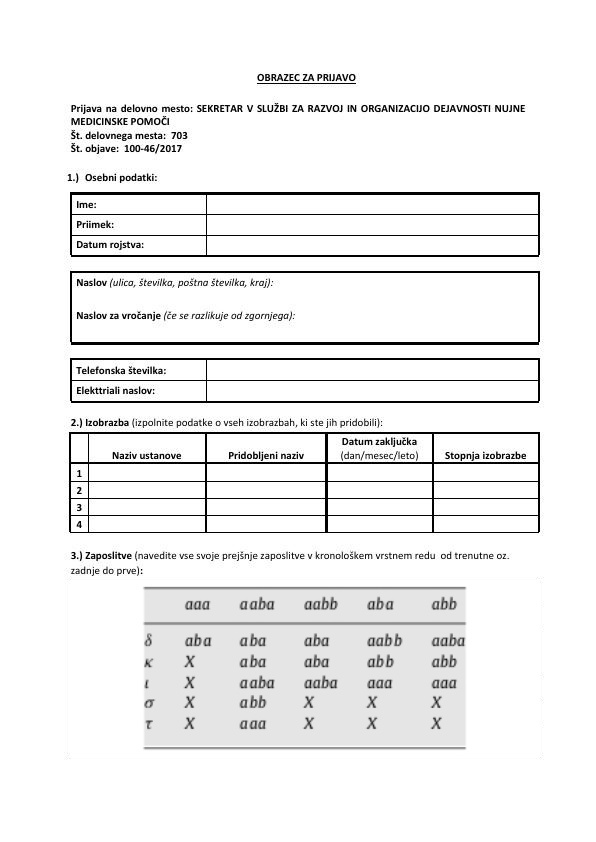 OBRAZEC ZA PRIJAVO
Prijava na delovno mesto: SEKRETAR V SLUŽBI ZA RAZVOJ IN ORGANIZACIJO DEJAVNOSTI NUJNE
MEDICINSKE POMOČI
Št. delovnega mesta: 703
Št. objave: 100-46/2017
1.) Osebni podatki:
Ime:
Priimek:
Datum rojstva:
Naslov (ulica, številka, poštna številka, kraj):
Naslov za vročanje (če se razlikuje od zgornjega):
Telefonska številka:
Elekttriali naslov:
2.) Izobrazba (izpolnite podatke o vseh izobrazbah, ki ste jih pridobili):
Naziv ustanove Pridobljeni naziv Datum zaključka (dan/mesec/leto) Stopnja izobrazbe
1
2
3
4
3.) Zaposlitve (navedite vse svoje prejšnje zaposlitve v kronološkem vrstnem redu od trenutne oz.
zadnje do prve):
aaa aaba aabb aba abb
δ aba aba aba aabb aaba
κ X aba aba abb abb
ι X aaba aaba aaa aaa
σ X abb X X X
τ X aaa X X X